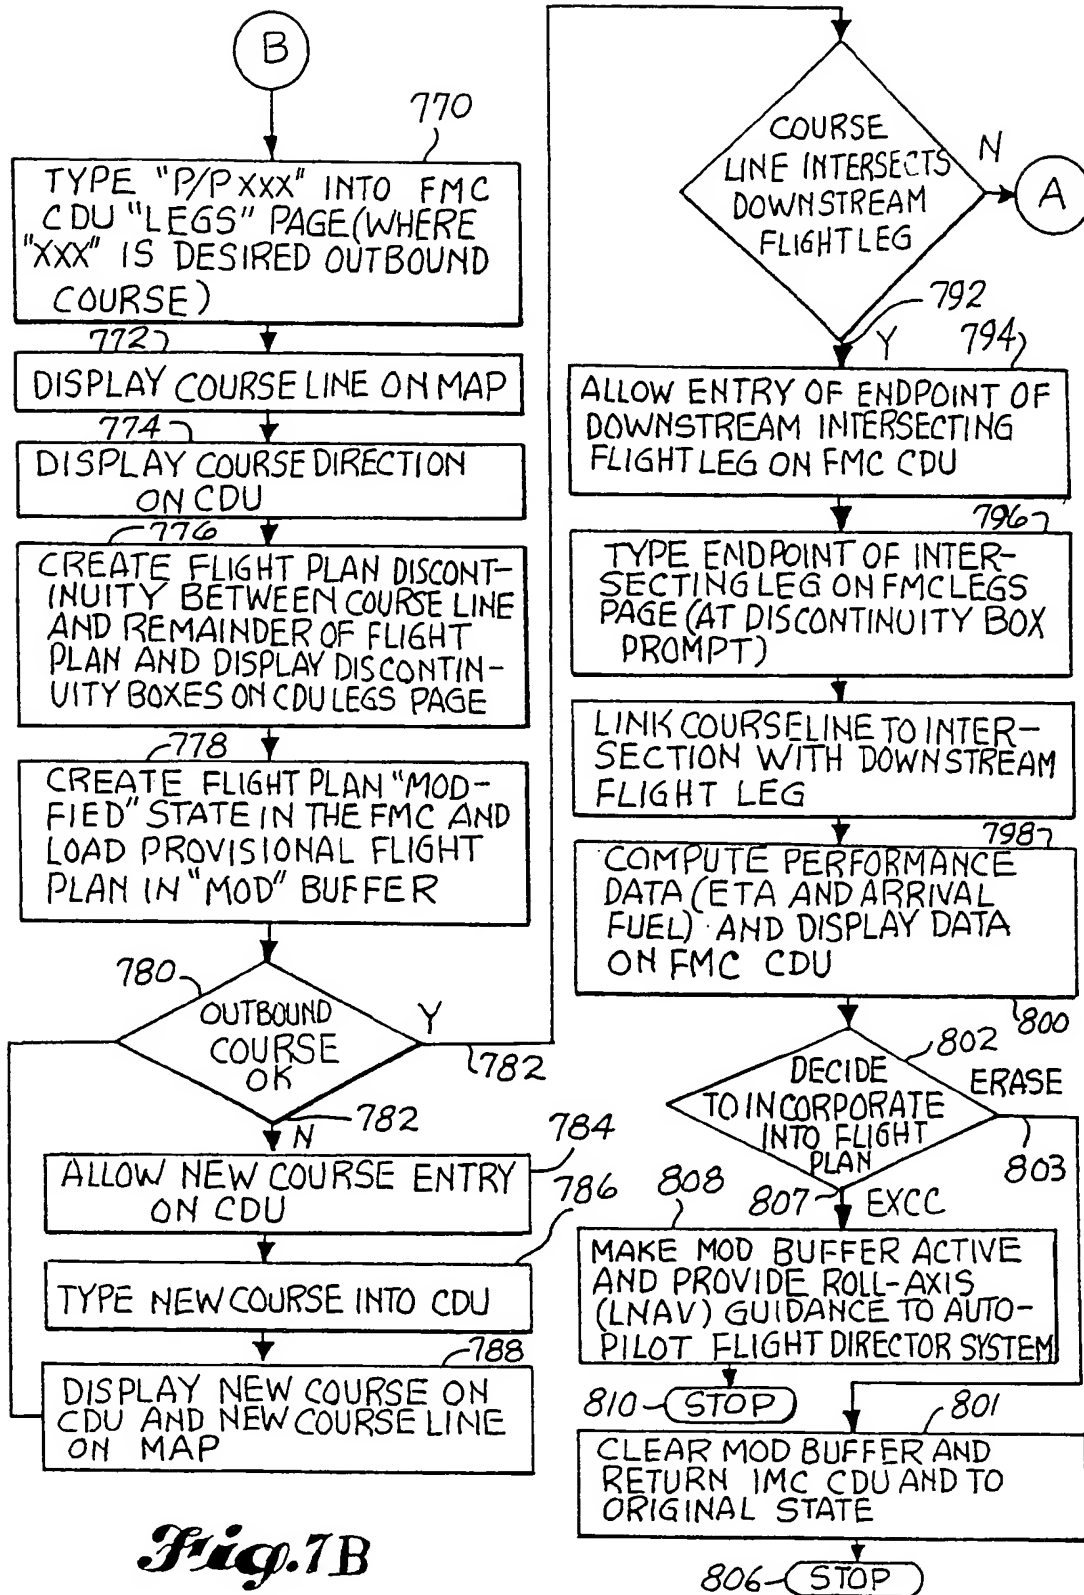 B
770
TYPE "P/P XXX" INTO FMC
CDU "LEGS" PAGE (WHERE
"XXX" IS DESIRED OUTBOUND
COURSE)
772
DISPLAY COURSE LINE ON MAP
774
DISPLAY COURSE DIRECTION
ON CDU
776
CREATE FLIGHT PLAN DISCONT-
INUITY BETWEEN COURSE LINE
AND REMAINDER OF FLIGHT
PLAN AND DISPLAY DISCONTIN-
UITY BOXES ON CDU LEGS PAGE
778
CREATE FLIGHT PLAN "MOD-
FIED" STATE IN THE FMC AND
LOAD PROVISIONAL FLIGHT
PLAN IN "MOD" BUFFER
780
OUTBOUND
COURSE
OK
Y
782
782
N
784
ALLOW NEW COURSE ENTRY
ON CDU
786
TYPE NEW COURSE INTO CDU
788
DISPLAY NEW COURSE ON
CDU AND NEW COURSE LINE
ON MAP
COURSE
LINE INTERSECTS
DOWNSTREAM
FLIGHT LEG
N
A
792
Y
794
ALLOW ENTRY OF ENDPOINT OF
DOWNSTREAM INTERSECTING
FLIGHT LEG ON FMC CDU
796
TYPE ENDPOINT OF INTER-
SECTING LEG ON FMC LEGS
PAGE (AT DISCONTINUITY BOX
PROMPT)
LINK COURSELINE TO INTER-
SECTION WITH DOWNSTREAM
FLIGHT LEG
798
COMPUTE PERFORMANCE
DATA (ETA AND ARRIVAL
FUEL) AND DISPLAY DATA
ON FMC CDU
800
802
DECIDE
TO INCORPORATE
INTO FLIGHT
PLAN
ERASE
803
807
EXCC
808
MAKE MOD BUFFER ACTIVE
AND PROVIDE ROLL-AXIS
(LNAV) GUIDANCE TO AUTO-
PILOT FLIGHT DIRECTOR SYSTEM
810
STOP
801
CLEAR MOD BUFFER AND
RETURN IMC CDU AND TO
ORIGINAL STATE
806
STOP
Fig. 7B